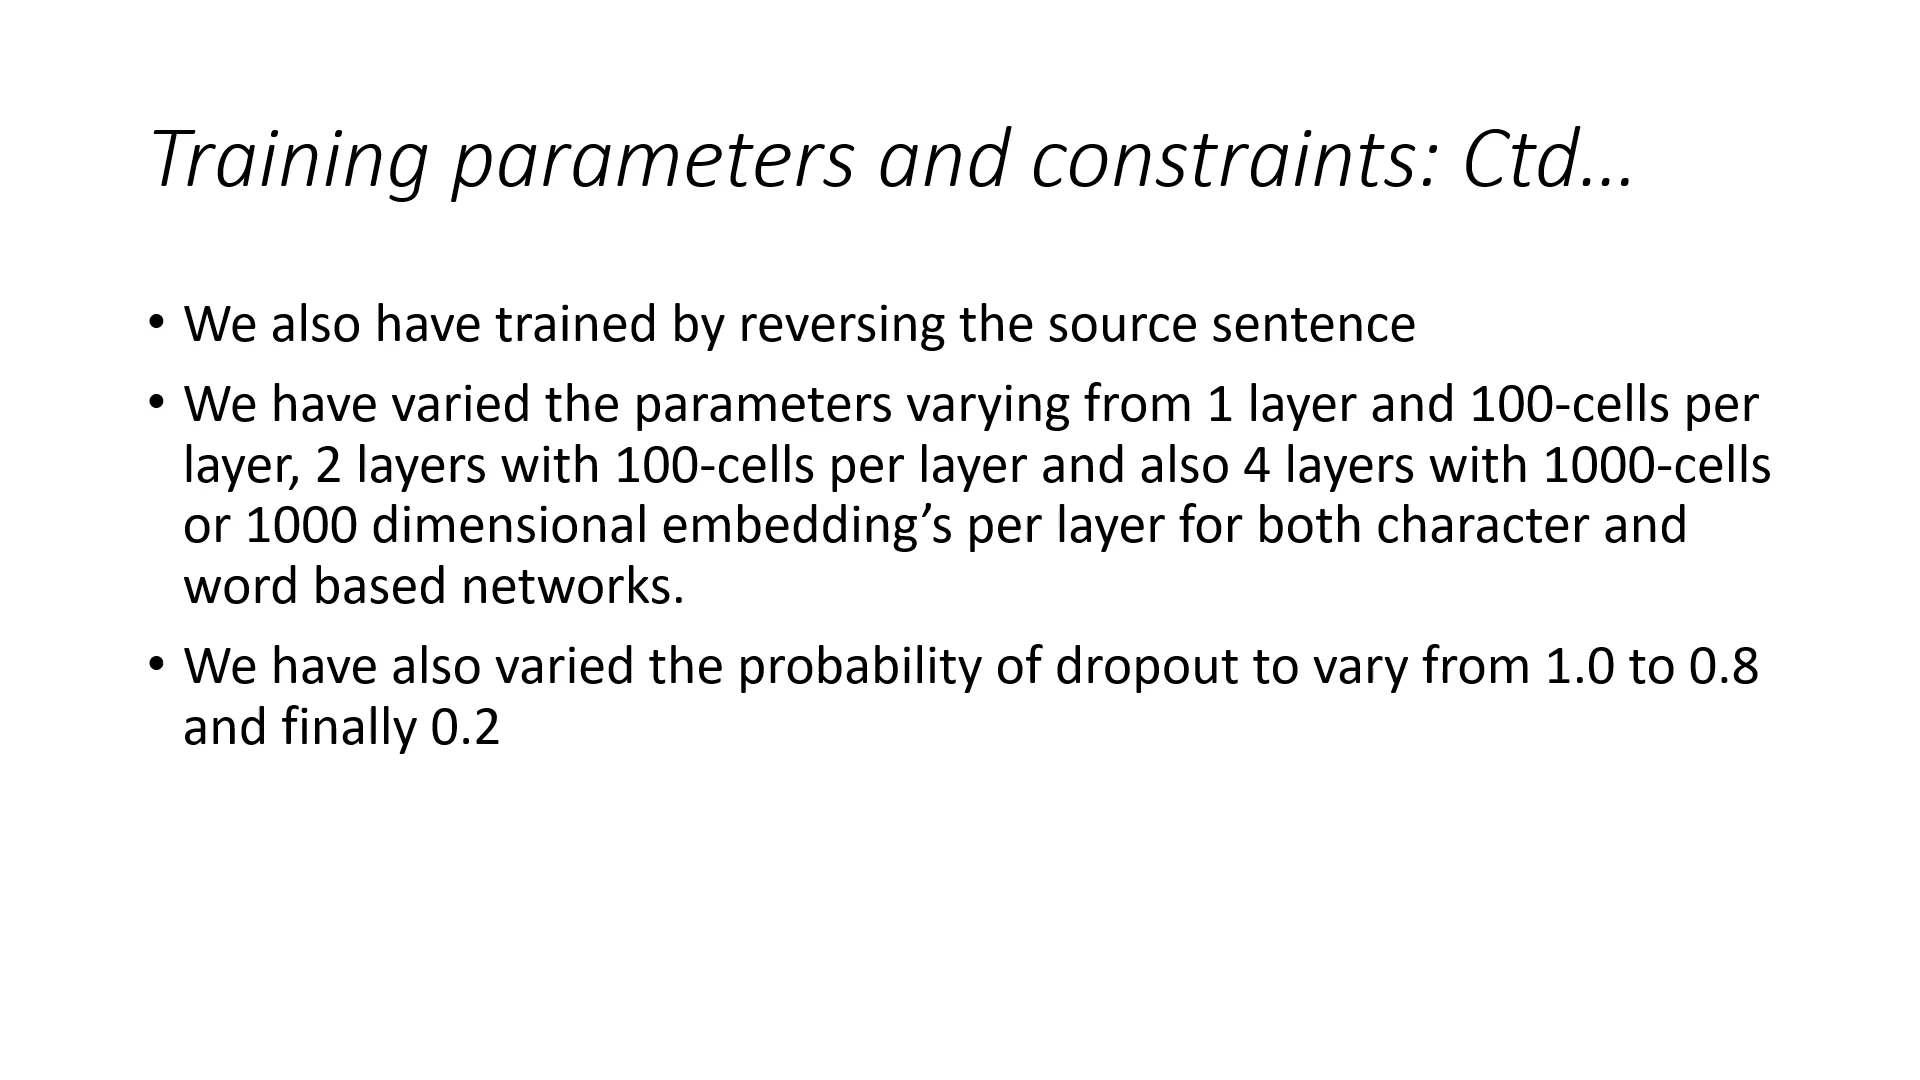 Training parameters and constraints: Ctd…
• We also have trained by reversing the source sentence
• We have varied the parameters varying from 1 layer and 100-cells per
layer, 2 layers with 100-cells per layer and also 4 layers with 1000-cells
or 1000 dimensional embedding’s per layer for both character and
word based networks.
• We have also varied the probability of dropout to vary from 1.0 to 0.8
and finally 0.2